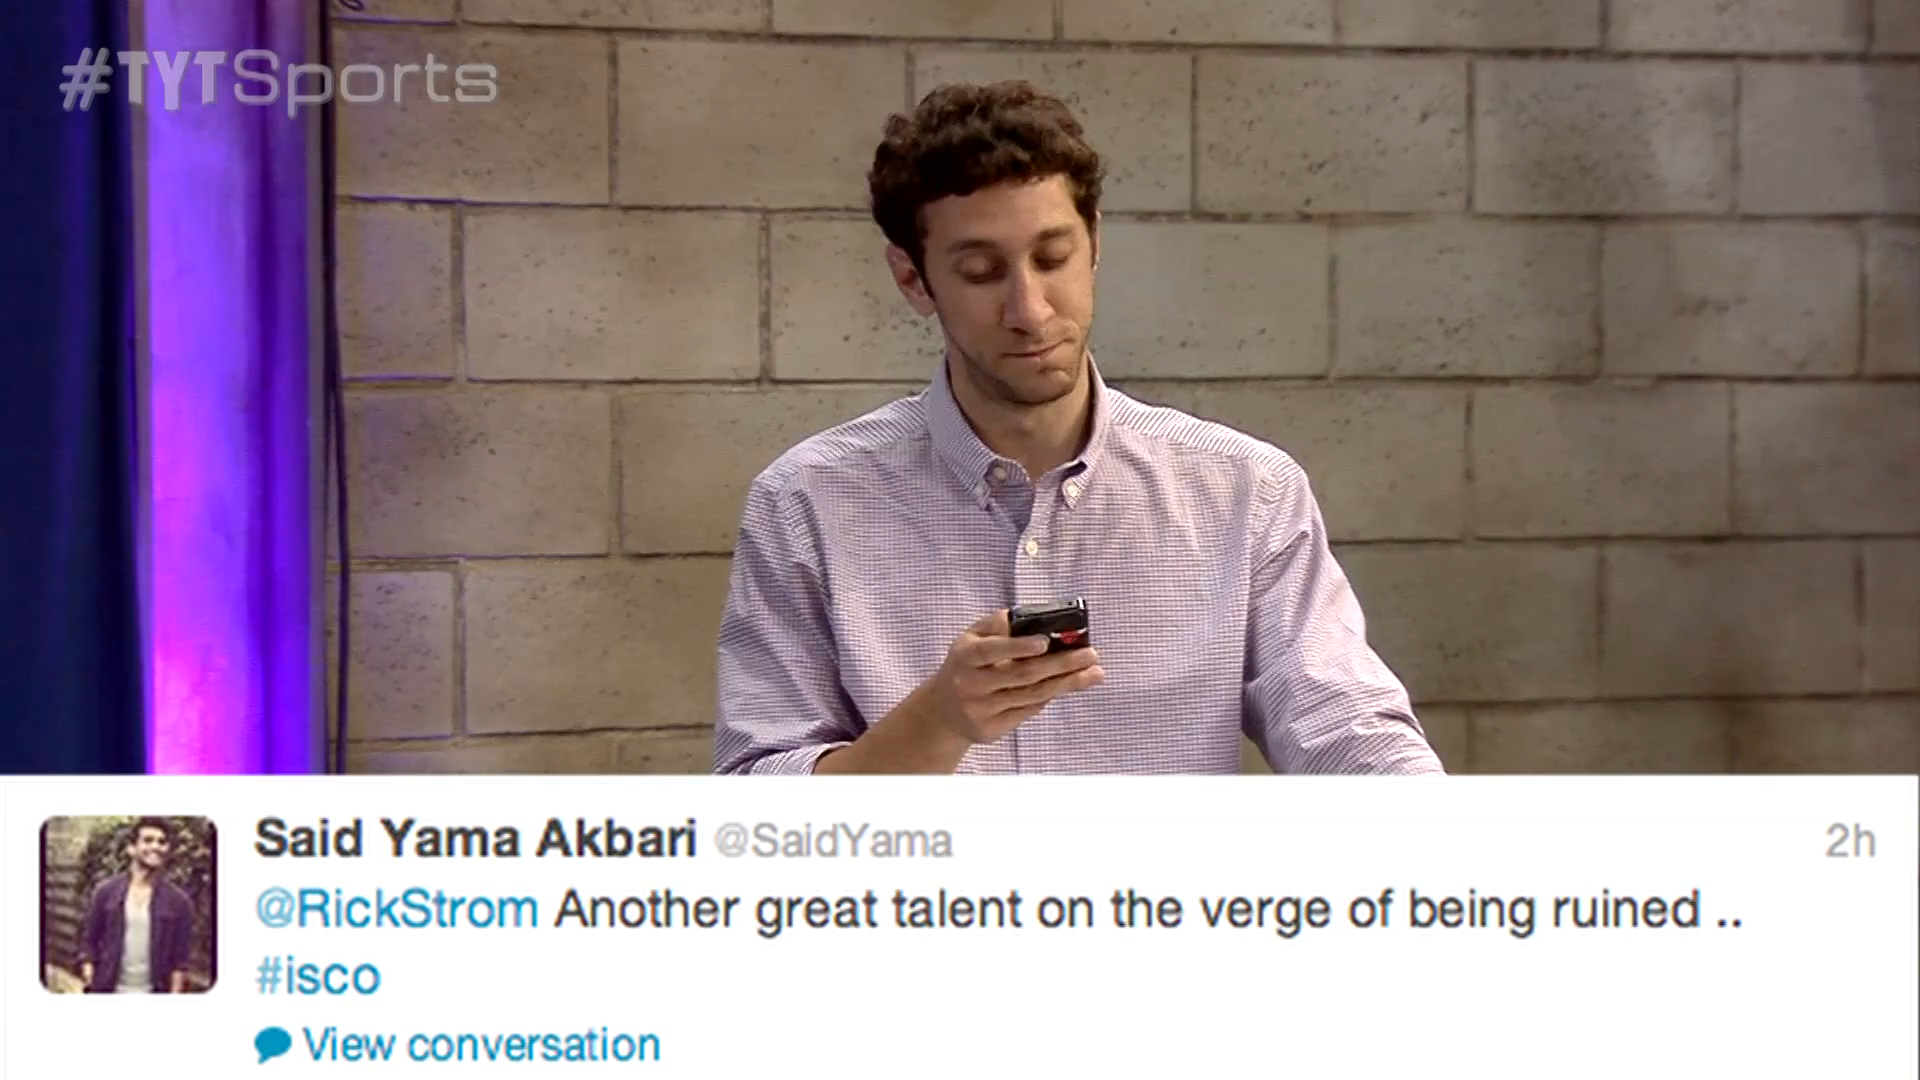 #TYTSports
Said Yama Akbari @SaidYama 2h
@RickStrom Another great talent on the verge of being ruined ..
#isco
View conversation